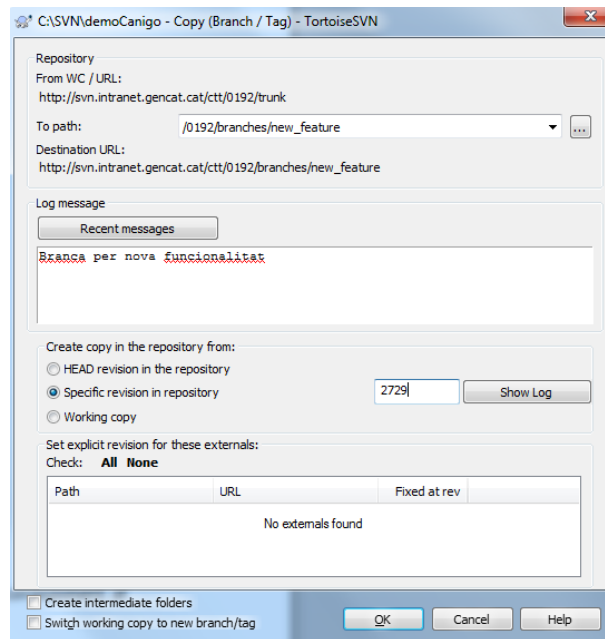 C:\SVN\demoCanigo - Copy (Branch / Tag) - TortoiseSVN
Repository
From WC / URL:
http://svn.intranet.gencat.cat/ctt/0192/trunk
To path:
/0192/branches/new_feature
...
Destination URL:
http://svn.intranet.gencat.cat/ctt/0192/branches/new_feature
Log message
Recent messages
Branca per nova funcionalitat
Create copy in the repository from:
HEAD revision in the repository
Specific revision in repository
2729
Show Log
Working copy
Set explicit revision for these externals:
Check: All None
Path URL Fixed at rev
No externals found
Create intermediate folders
Switch working copy to new branch/tag
OK Cancel Help